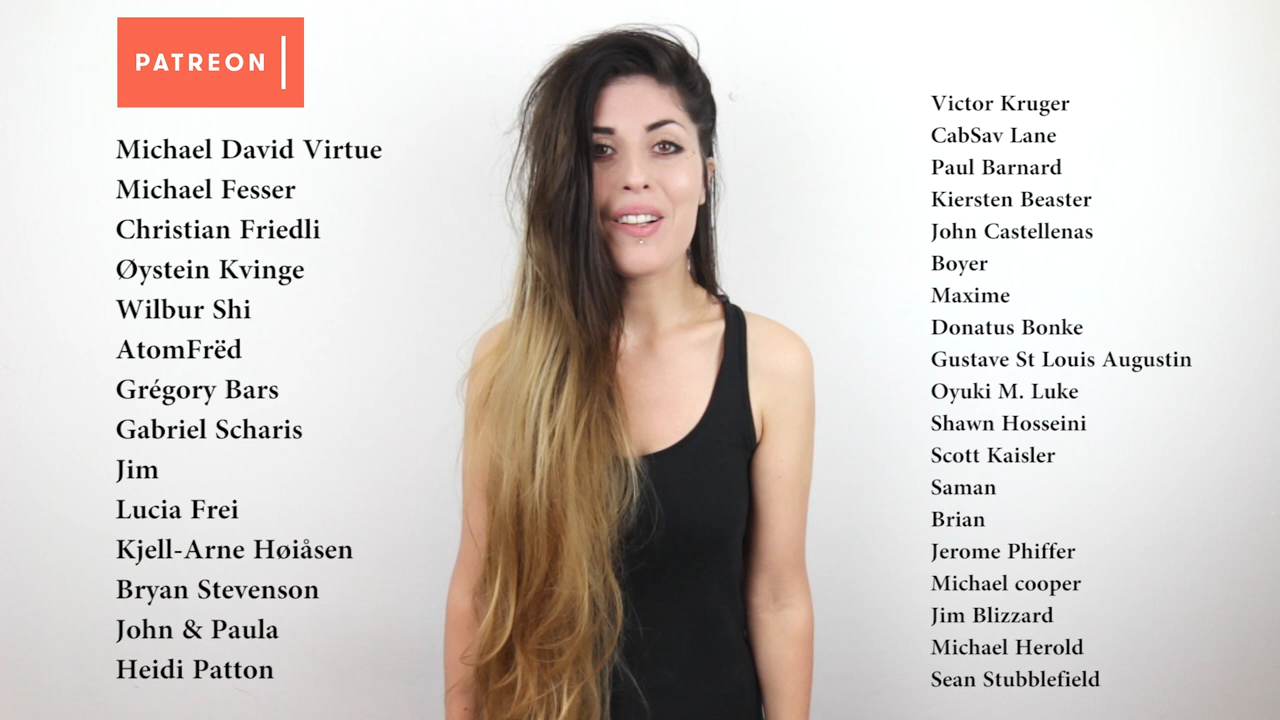 PATREON
Michael David Virtue
Michael Fesser
Christian Friedli
Øystein Kvinge
Wilbur Shi
AtomFrëd
Grégory Bars
Gabriel Scharis
Jim
Lucia Frei
Kjell-Arne Høiåsen
Bryan Stevenson
John & Paula
Heidi Patton
Victor Kruger
CabSav Lane
Paul Barnard
Kiersten Beaster
John Castellenas
Boyer
Maxime
Donatus Bonke
Gustave St Louis Augustin
Oyuki M. Luke
Shawn Hosseini
Scott Kaisler
Saman
Brian
Jerome Phiffer
Michael cooper
Jim Blizzard
Michael Herold
Sean Stubblefield